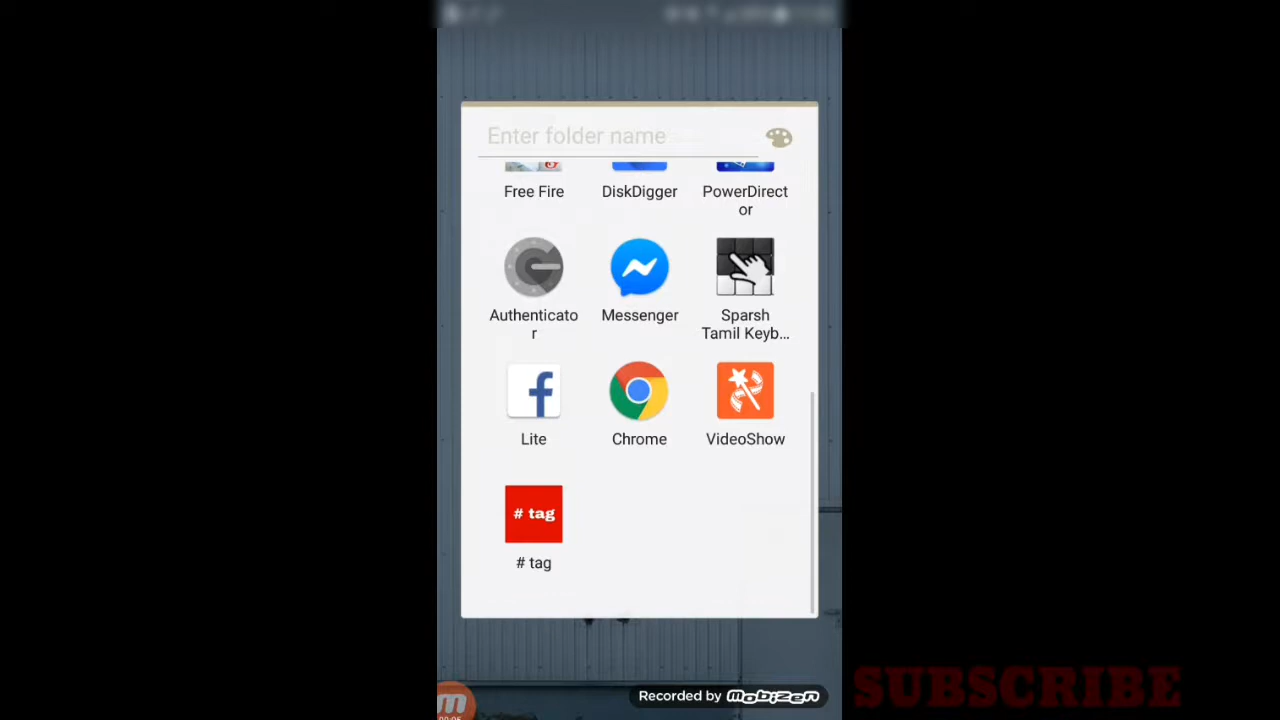 Enter folder name
Free Fire
DiskDigger
PowerDirect
or
Authenticato
r
Messenger
Sparsh
Tamil Keyb...
Lite
Chrome
VideoShow
# tag
# tag
Recorded by Mobizen
SUBSCRIBE